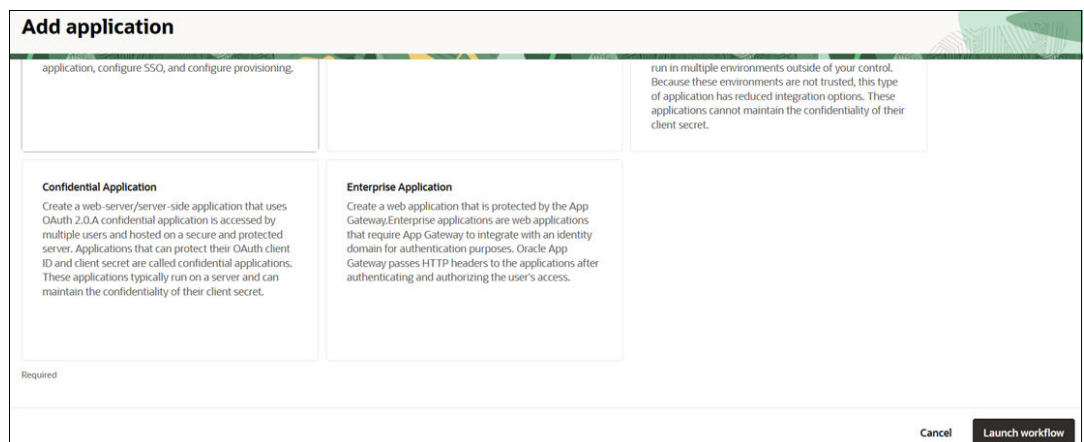 Add application
application, configure SSO, and configure provisioning.
run in multiple environments outside of your control.
Because these environments are not trusted, this type
of application has reduced integration options. These
applications cannot maintain the confidentiality of their
client secret.
Confidential Application
Create a web-server/server-side application that uses
OAuth 2.0.A confidential application is accessed by
multiple users and hosted on a secure and protected
server. Applications that can protect their OAuth client
ID and client secret are called confidential applications.
These applications typically run on a server and can
maintain the confidentiality of their client secret.
Enterprise Application
Create a web application that is protected by the App
Gateway.Enterprise applications are web applications
that require App Gateway to integrate with an identity
domain for authentication purposes. Oracle App
Gateway passes HTTP headers to the applications after
authenticating and authorizing the user's access.
Required
Cancel
Launch workflow